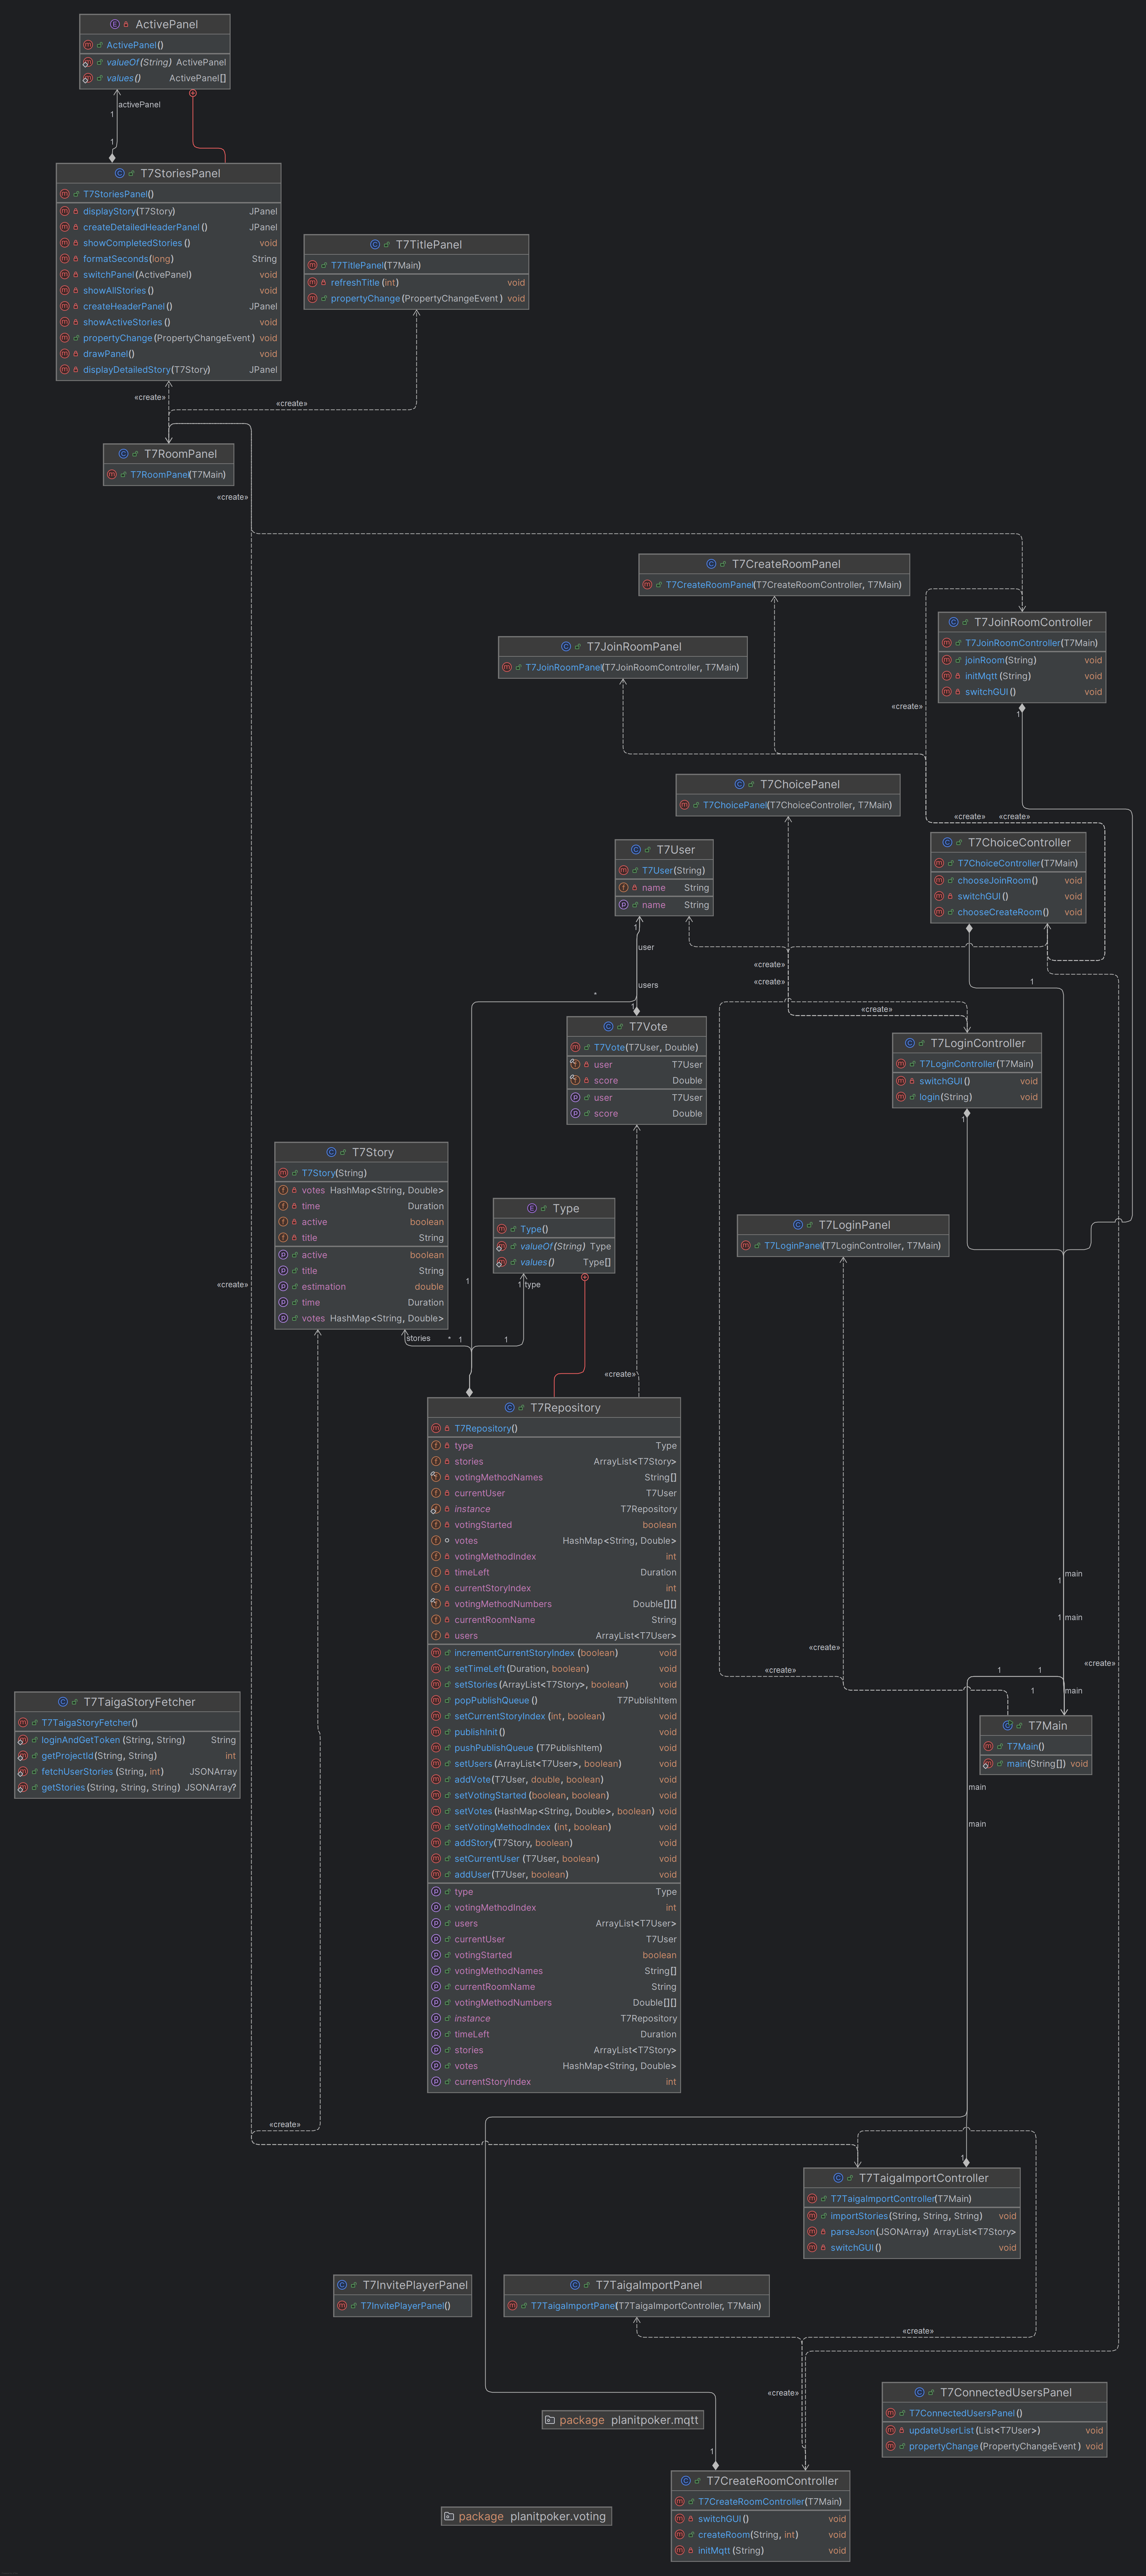 ActivePanel
ActivePanel()
valueOf(String) ActivePanel
values() ActivePanel[]
activePanel
1
1
T7StoriesPanel
T7StoriesPanel()
displayStory(T7Story) JPanel
createDetailedHeaderPanel() JPanel
showCompletedStories() void
formatSeconds(long) String
switchPanel(ActivePanel) void
showAllStories() void
createHeaderPanel() JPanel
showActiveStories() void
propertyChange(PropertyChangeEvent) void
drawPanel() void
displayDetailedStory(T7Story) JPanel
T7TitlePanel
T7TitlePanel(T7Main)
refreshTitle(int) void
propertyChange(PropertyChangeEvent) void
«create»
«create»
T7RoomPanel
T7RoomPanel(T7Main)
«create»
T7CreateRoomPanel
T7CreateRoomPanel(T7CreateRoomController, T7Main)
T7JoinRoomController
T7JoinRoomController(T7Main)
joinRoom(String) void
initMqtt(String) void
switchGUI() void
T7JoinRoomPanel
T7JoinRoomPanel(T7JoinRoomController, T7Main)
«create»
1
T7ChoicePanel
T7ChoicePanel(T7ChoiceController, T7Main)
«create» «create»
T7ChoiceController
T7ChoiceController(T7Main)
chooseJoinRoom() void
switchGUI() void
chooseCreateRoom() void
T7User
T7User(String)
name String
name String
1
user
«create»
«create»
1
users
*
1
«create»
T7Vote
T7Vote(T7User, Double)
user T7User
score Double
user T7User
score Double
T7LoginController
T7LoginController(T7Main)
switchGUI() void
login(String) void
1
T7Story
T7Story(String)
votes HashMap<String, Double>
time Duration
active boolean
title String
active boolean
title String
estimation double
time Duration
votes HashMap<String, Double>
Type
Type()
valueOf(String) Type
values() Type[]
1 type
T7LoginPanel
T7LoginPanel(T7LoginController, T7Main)
«create»
1
stories * 1 1
«create»
T7Repository
T7Repository()
type Type
stories ArrayList<T7Story>
votingMethodNames String[]
currentUser T7User
instance T7Repository
votingStarted boolean
votes HashMap<String, Double>
votingMethodIndex int
timeLeft Duration
currentStoryIndex int
votingMethodNumbers Double[][]
currentRoomName String
users ArrayList<T7User>
incrementCurrentStoryIndex(boolean) void
setTimeLeft(Duration, boolean) void
setStories(ArrayList<T7Story>, boolean) void
popPublishQueue() T7PublishItem
setCurrentStoryIndex(int, boolean) void
publishInit() void
pushPublishQueue(T7PublishItem) void
setUsers(ArrayList<T7User>, boolean) void
addVote(T7User, double, boolean) void
setVotingStarted(boolean, boolean) void
setVotes(HashMap<String, Double>, boolean) void
setVotingMethodIndex(int, boolean) void
addStory(T7Story, boolean) void
setCurrentUser(T7User, boolean) void
addUser(T7User, boolean) void
type Type
votingMethodIndex int
users ArrayList<T7User>
currentUser T7User
votingStarted boolean
votingMethodNames String[]
currentRoomName String
votingMethodNumbers Double[][]
instance T7Repository
timeLeft Duration
stories ArrayList<T7Story>
votes HashMap<String, Double>
currentStoryIndex int
main
1
1 main
«create»
«create»
«create»
1 1
1 main
T7TaigaStoryFetcher
T7TaigaStoryFetcher()
loginAndGetToken(String, String) String
getProjectId(String, String) int
fetchUserStories(String, int) JSONArray
getStories(String, String, String) JSONArray?
T7Main
T7Main()
main(String[]) void
main
main
«create»
1
T7TaigaImportController
T7TaigaImportController(T7Main)
importStories(String, String, String) void
parseJson(JSONArray) ArrayList<T7Story>
switchGUI() void
T7InvitePlayerPanel
T7InvitePlayerPanel()
T7TaigaImportPanel
T7TaigaImportPanel(T7TaigaImportController, T7Main)
«create»
«create»
T7ConnectedUsersPanel
T7ConnectedUsersPanel()
updateUserList(List<T7User>) void
propertyChange(PropertyChangeEvent) void
package planitpoker.mqtt
1
T7CreateRoomController
T7CreateRoomController(T7Main)
switchGUI() void
createRoom(String, int) void
initMqtt(String) void
package planitpoker.voting